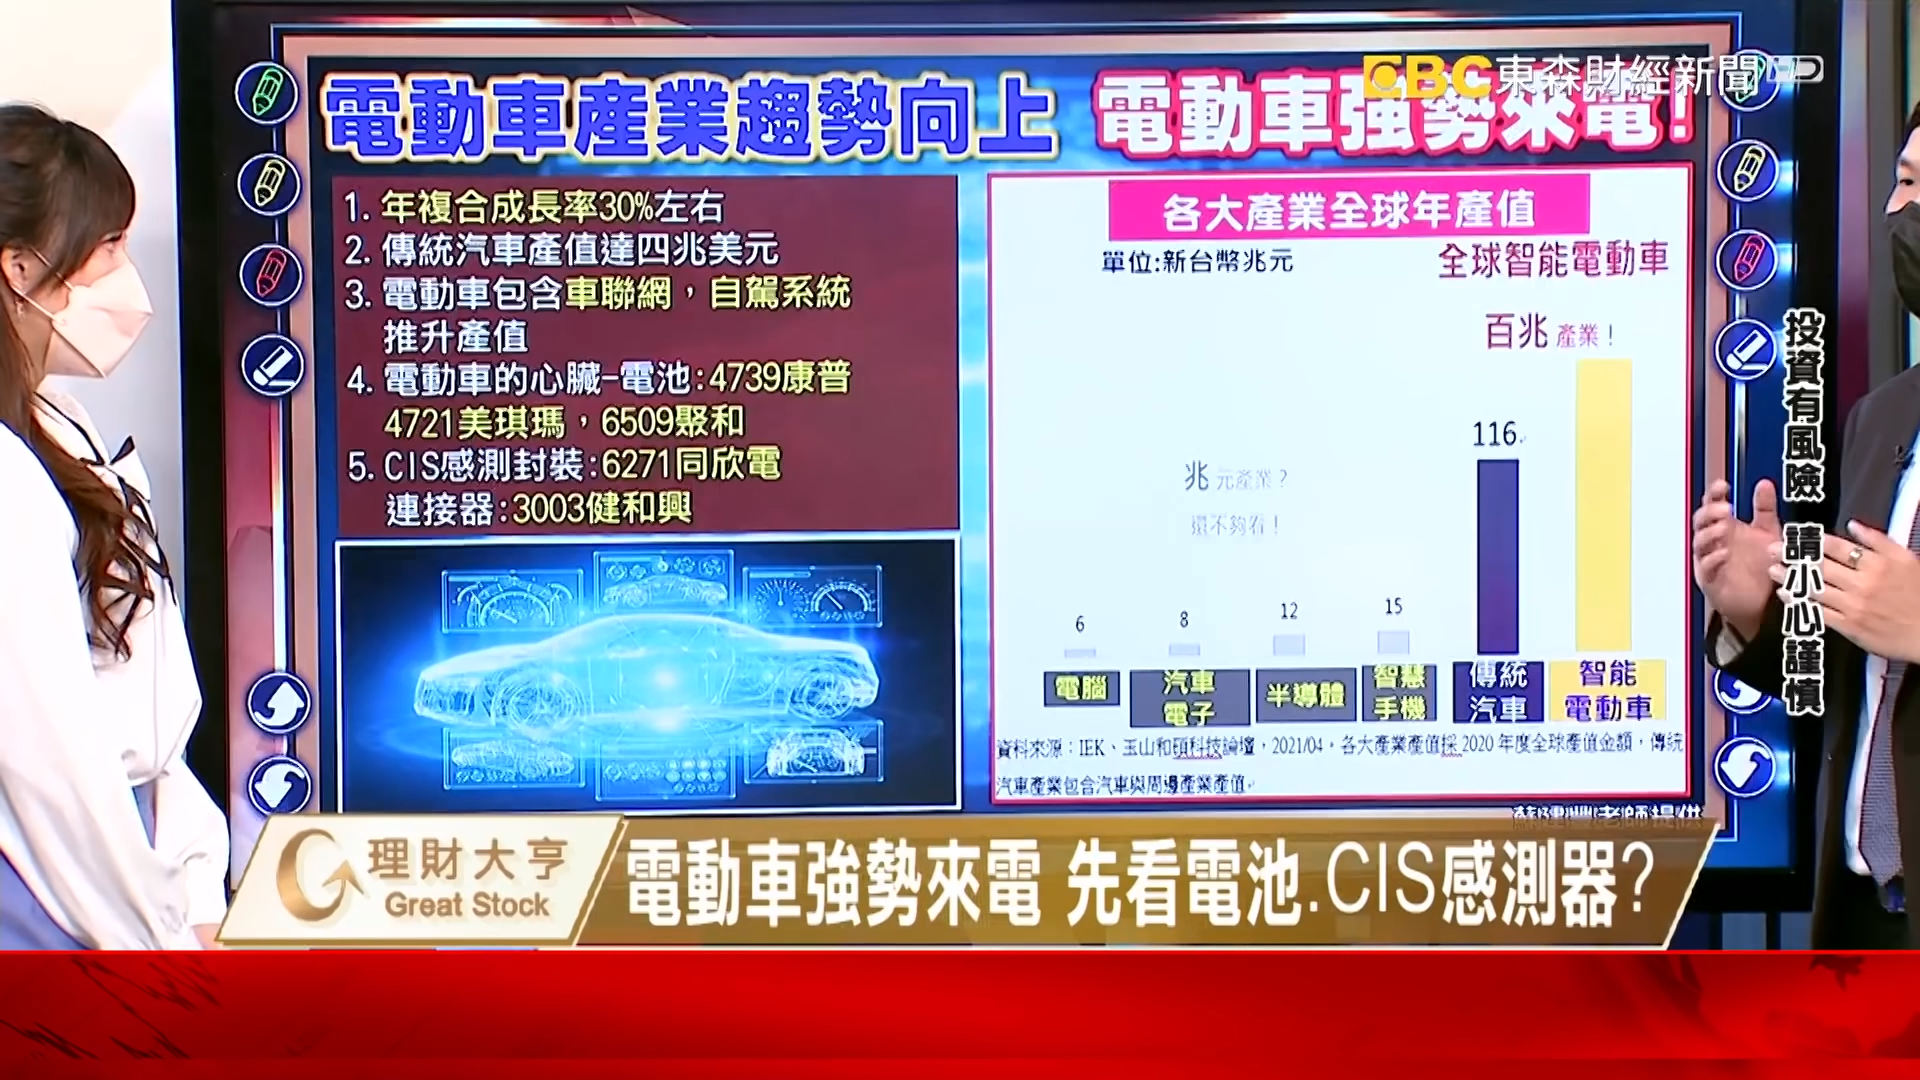 EBC 東森財經新聞 HD
電動車產業趨勢向上 電動車強勢來電!
1. 年複合成長率30%左右
2. 傳統汽車產值達四兆美元
3. 電動車包含車聯網，自駕系統
推升產值
4. 電動車的心臟-電池:4739康普
4721美琪瑪，6509聚和
5. CIS感測封裝:6271同欣電
連接器:3003健和興
各大產業全球年產值
單位:新台幣兆元
全球智能電動車
百兆 產業!
116
兆 元產業?
還不夠看!
6
8
12
15
電腦
汽車
電子
半導體
智慧
手機
傳統
汽車
智能
電動車
資料來源：IEK、玉山和碩科技論壇，2021/04，各大產業產值採 2020 年度全球產值金額，傳統
汽車產業包含汽車與周邊產業產值。
老師提供
投資有風險 請小心謹慎
理財大亨
Great Stock
電動車強勢來電 先看電池.CIS感測器?